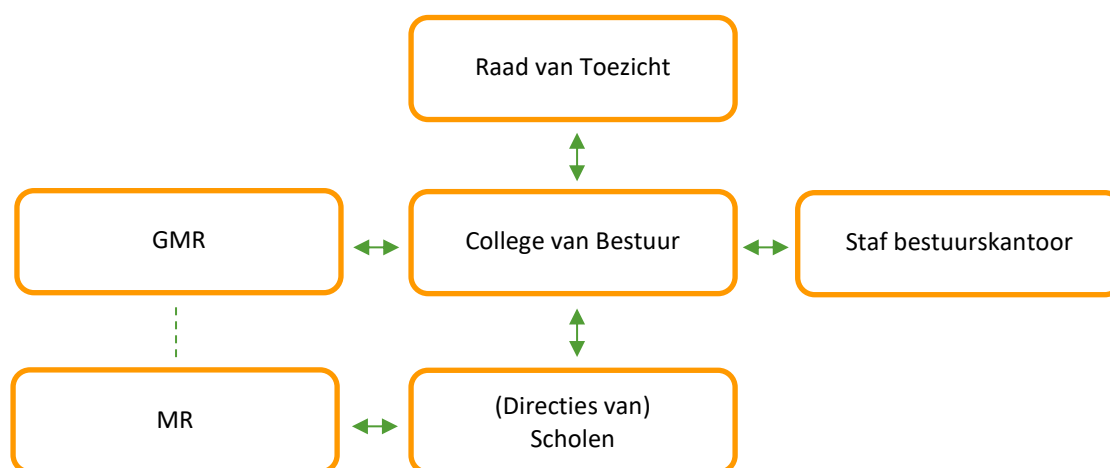 Raad van Toezicht
GMR
College van Bestuur
Staf bestuurskantoor
MR
(Directies van)
Scholen